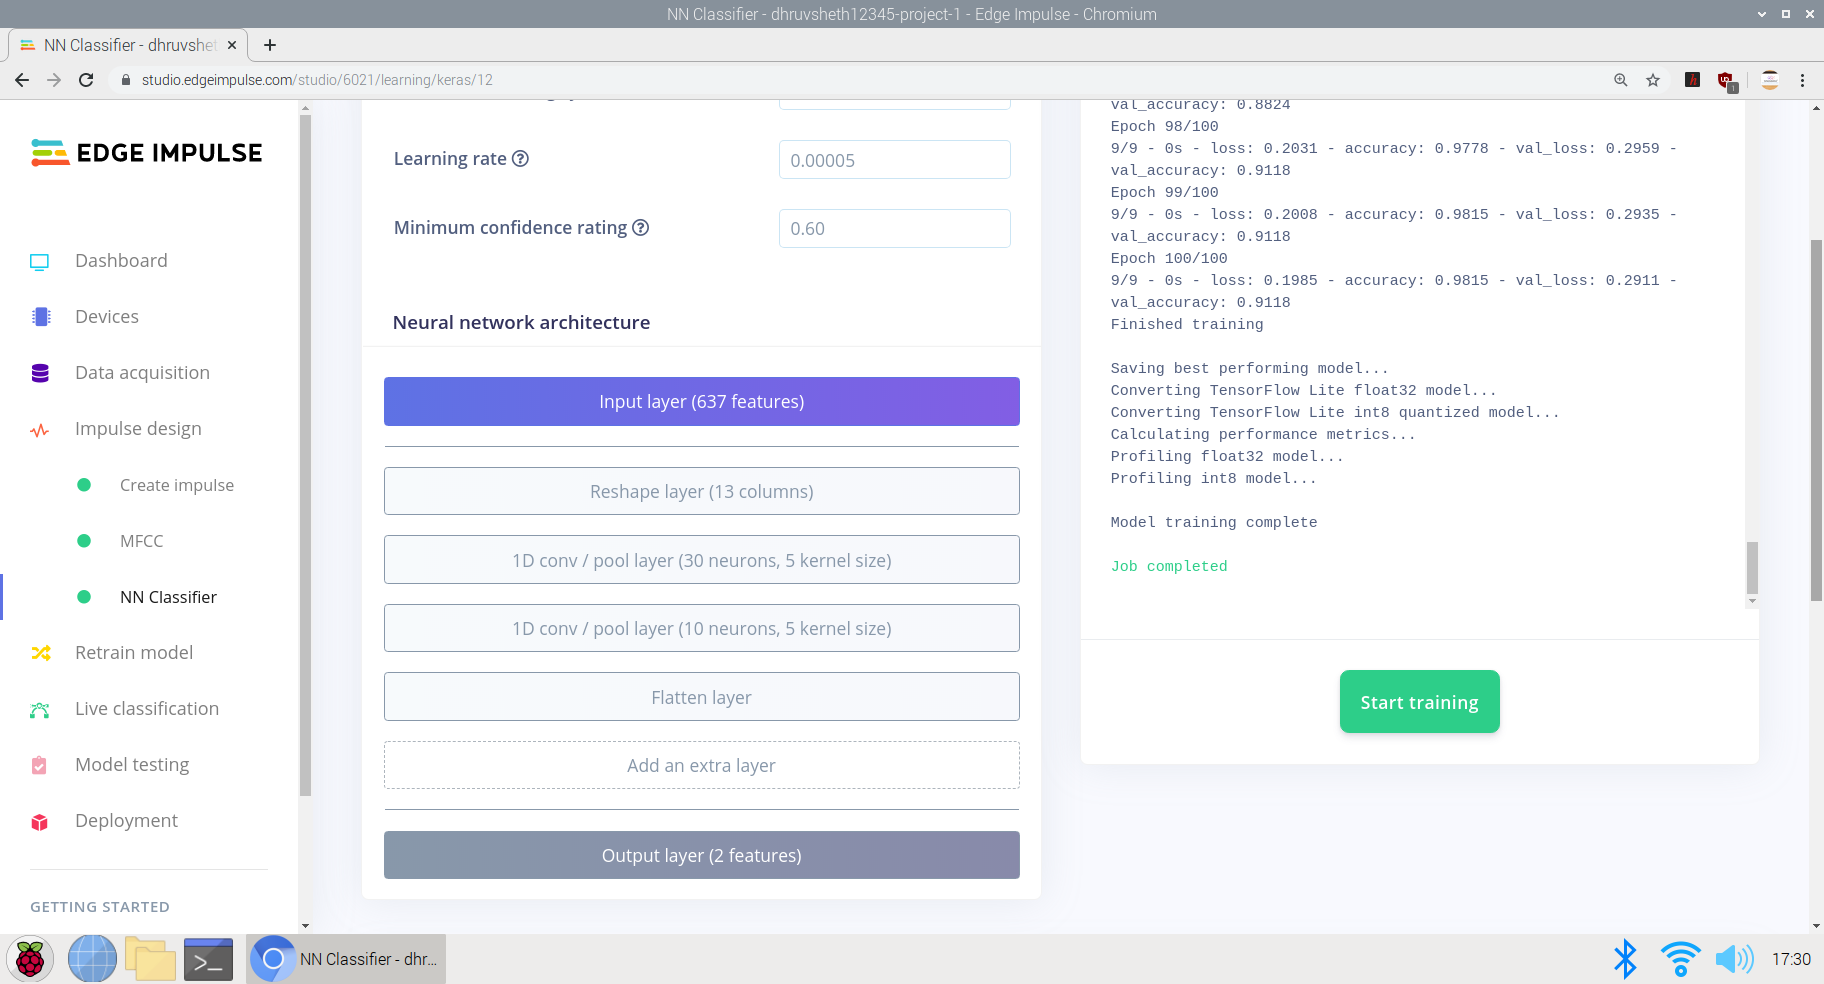 NN Classifier - dhruvsheth12345-project-1 - Edge Impulse - Chromium
NN Classifier - dhruvshet
studio.edgeimpulse.com/studio/6021/learning/keras/12
EDGE IMPULSE
Dashboard
Devices
Data acquisition
Impulse design
Create impulse
MFCC
NN Classifier
Retrain model
Live classification
Model testing
Deployment
GETTING STARTED
Learning rate ?
0.00005
Minimum confidence rating ?
0.60
Neural network architecture
Input layer (637 features)
Reshape layer (13 columns)
1D conv / pool layer (30 neurons, 5 kernel size)
1D conv / pool layer (10 neurons, 5 kernel size)
Flatten layer
Add an extra layer
Output layer (2 features)
val_accuracy: 0.8824
Epoch 98/100
9/9 - 0s - loss: 0.2031 - accuracy: 0.9778 - val_loss: 0.2959 -
val_accuracy: 0.9118
Epoch 99/100
9/9 - 0s - loss: 0.2008 - accuracy: 0.9815 - val_loss: 0.2935 -
val_accuracy: 0.9118
Epoch 100/100
9/9 - 0s - loss: 0.1985 - accuracy: 0.9815 - val_loss: 0.2911 -
val_accuracy: 0.9118
Finished training
Saving best performing model...
Converting TensorFlow Lite float32 model...
Converting TensorFlow Lite int8 quantized model...
Calculating performance metrics...
Profiling float32 model...
Profiling int8 model...
Model training complete
Job completed
Start training
NN Classifier - dhr...
17:30